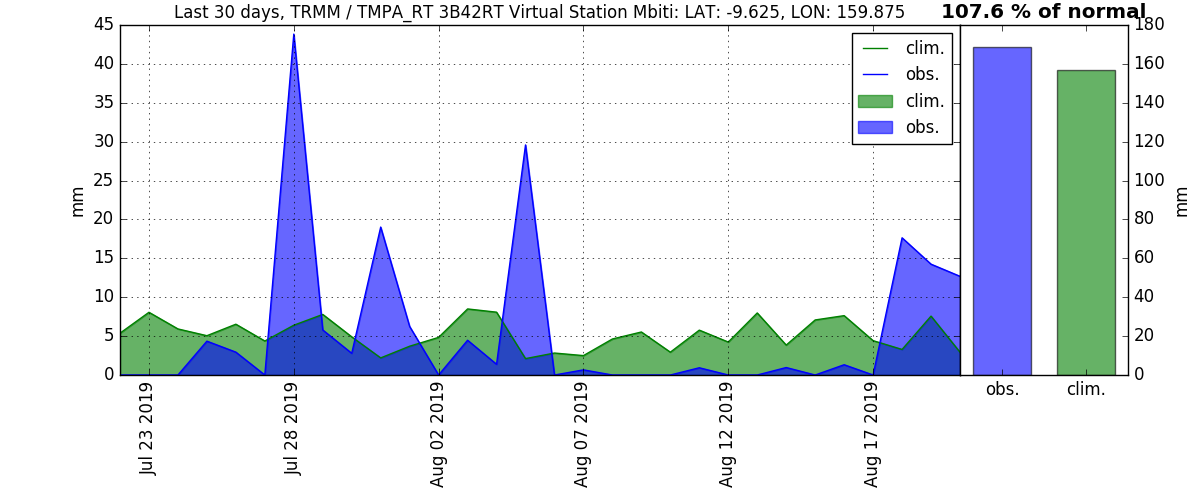 Last 30 days, TRMM / TMPA_RT 3B42RT Virtual Station Mbiti: LAT: -9.625, LON: 159.875
107.6 % of normal
45
40
35
30
25
20
15
10
5
0
mm
clim.
obs.
clim.
obs.
Jul 23 2019
Jul 28 2019
Aug 02 2019
Aug 07 2019
Aug 12 2019
Aug 17 2019
obs.
clim.
180
160
140
120
100
80
60
40
20
0
mm